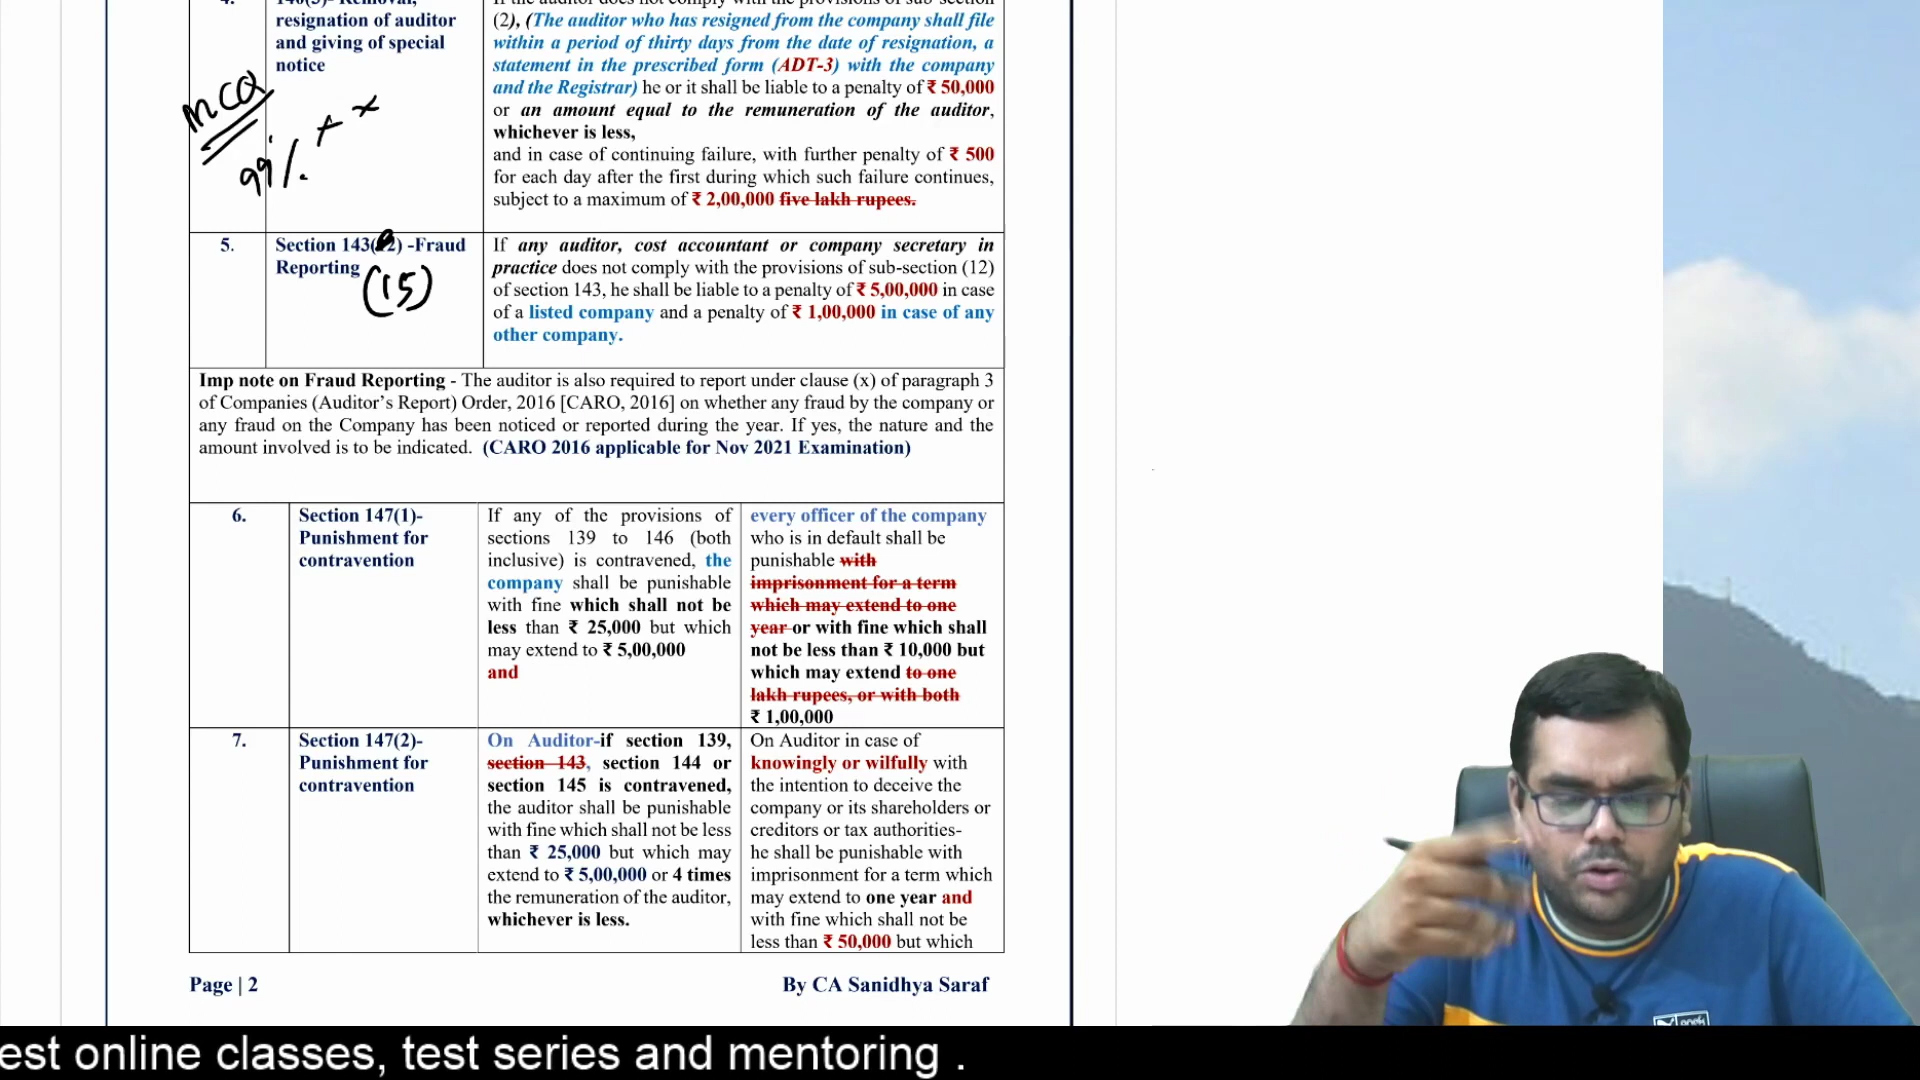 4.
140(3)- Removal,
resignation of auditor
and giving of special
notice
If the auditor does not comply with the provisions of sub-section
(2), (The auditor who has resigned from the company shall file
within a period of thirty days from the date of resignation, a
statement in the prescribed form (ADT-3) with the company
and the Registrar) he or it shall be liable to a penalty of ₹ 50,000
or an amount equal to the remuneration of the auditor,
whichever is less,
and in case of continuing failure, with further penalty of ₹ 500
for each day after the first during which such failure continues,
subject to a maximum of ₹ 2,00,000 five lakh rupees.
MCQ
99%. + x
5.
Section 143( 2) -Fraud
Reporting
(15)
If any auditor, cost accountant or company secretary in
practice does not comply with the provisions of sub-section (12)
of section 143, he shall be liable to a penalty of ₹ 5,00,000 in case
of a listed company and a penalty of ₹ 1,00,000 in case of any
other company.
Imp note on Fraud Reporting - The auditor is also required to report under clause (x) of paragraph 3
of Companies (Auditor’s Report) Order, 2016 [CARO, 2016] on whether any fraud by the company or
any fraud on the Company has been noticed or reported during the year. If yes, the nature and the
amount involved is to be indicated. (CARO 2016 applicable for Nov 2021 Examination)
6.
Section 147(1)-
Punishment for
contravention
If any of the provisions of
sections 139 to 146 (both
inclusive) is contravened, the
company shall be punishable
with fine which shall not be
less than ₹ 25,000 but which
may extend to ₹ 5,00,000
and
every officer of the company
who is in default shall be
punishable with
imprisonment for a term
which may extend to one
year or with fine which shall
not be less than ₹ 10,000 but
which may extend to one
lakh rupees, or with both
₹ 1,00,000
7.
Section 147(2)-
Punishment for
contravention
On Auditor-if section 139,
section 143, section 144 or
section 145 is contravened,
the auditor shall be punishable
with fine which shall not be less
than ₹ 25,000 but which may
extend to ₹ 5,00,000 or 4 times
the remuneration of the auditor,
whichever is less.
On Auditor in case of
knowingly or wilfully with
the intention to deceive the
company or its shareholders or
creditors or tax authorities-
he shall be punishable with
imprisonment for a term which
may extend to one year and
with fine which shall not be
less than ₹ 50,000 but which
Page | 2
By CA Sanidhya Saraf
est online classes, test series and mentoring .